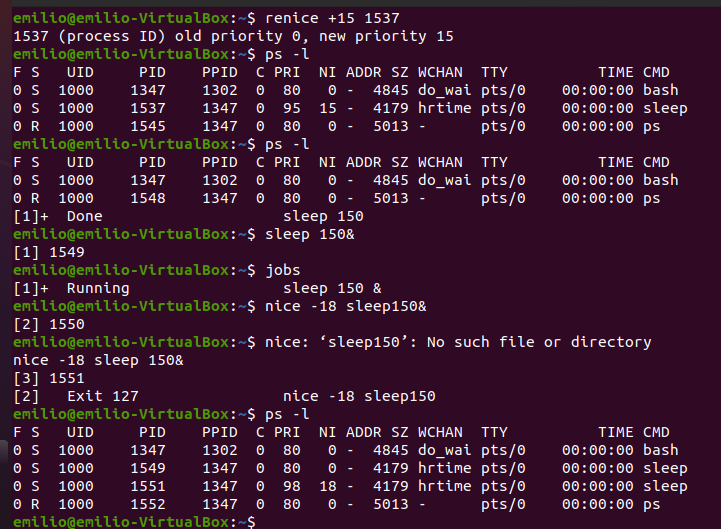 emilio@emilio-VirtualBox:~$ renice +15 1537
1537 (process ID) old priority 0, new priority 15
emilio@emilio-VirtualBox:~$ ps -l
F S   UID     PID    PPID  C PRI  NI ADDR SZ WCHAN  TTY          TIME CMD
0 S  1000    1347    1302  0  80   0 -  4845 do_wai pts/0    00:00:00 bash
0 S  1000    1537    1347  0  95  15 -  4179 hrtime pts/0    00:00:00 sleep
0 R  1000    1545    1347  0  80   0 -  5013 -      pts/0    00:00:00 ps
emilio@emilio-VirtualBox:~$ ps -l
F S   UID     PID    PPID  C PRI  NI ADDR SZ WCHAN  TTY          TIME CMD
0 S  1000    1347    1302  0  80   0 -  4845 do_wai pts/0    00:00:00 bash
0 R  1000    1548    1347  0  80   0 -  5013 -      pts/0    00:00:00 ps
[1]+  Done                    sleep 150
emilio@emilio-VirtualBox:~$ sleep 150&
[1] 1549
emilio@emilio-VirtualBox:~$ jobs
[1]+  Running                 sleep 150 &
emilio@emilio-VirtualBox:~$ nice -18 sleep150&
[2] 1550
emilio@emilio-VirtualBox:~$ nice: ‘sleep150’: No such file or directory
nice -18 sleep 150&
[3] 1551
[2]   Exit 127                nice -18 sleep150
emilio@emilio-VirtualBox:~$ ps -l
F S   UID     PID    PPID  C PRI  NI ADDR SZ WCHAN  TTY          TIME CMD
0 S  1000    1347    1302  0  80   0 -  4845 do_wai pts/0    00:00:00 bash
0 S  1000    1549    1347  0  80   0 -  4179 hrtime pts/0    00:00:00 sleep
0 S  1000    1551    1347  0  98  18 -  4179 hrtime pts/0    00:00:00 sleep
0 R  1000    1552    1347  0  80   0 -  5013 -      pts/0    00:00:00 ps
emilio@emilio-VirtualBox:~$